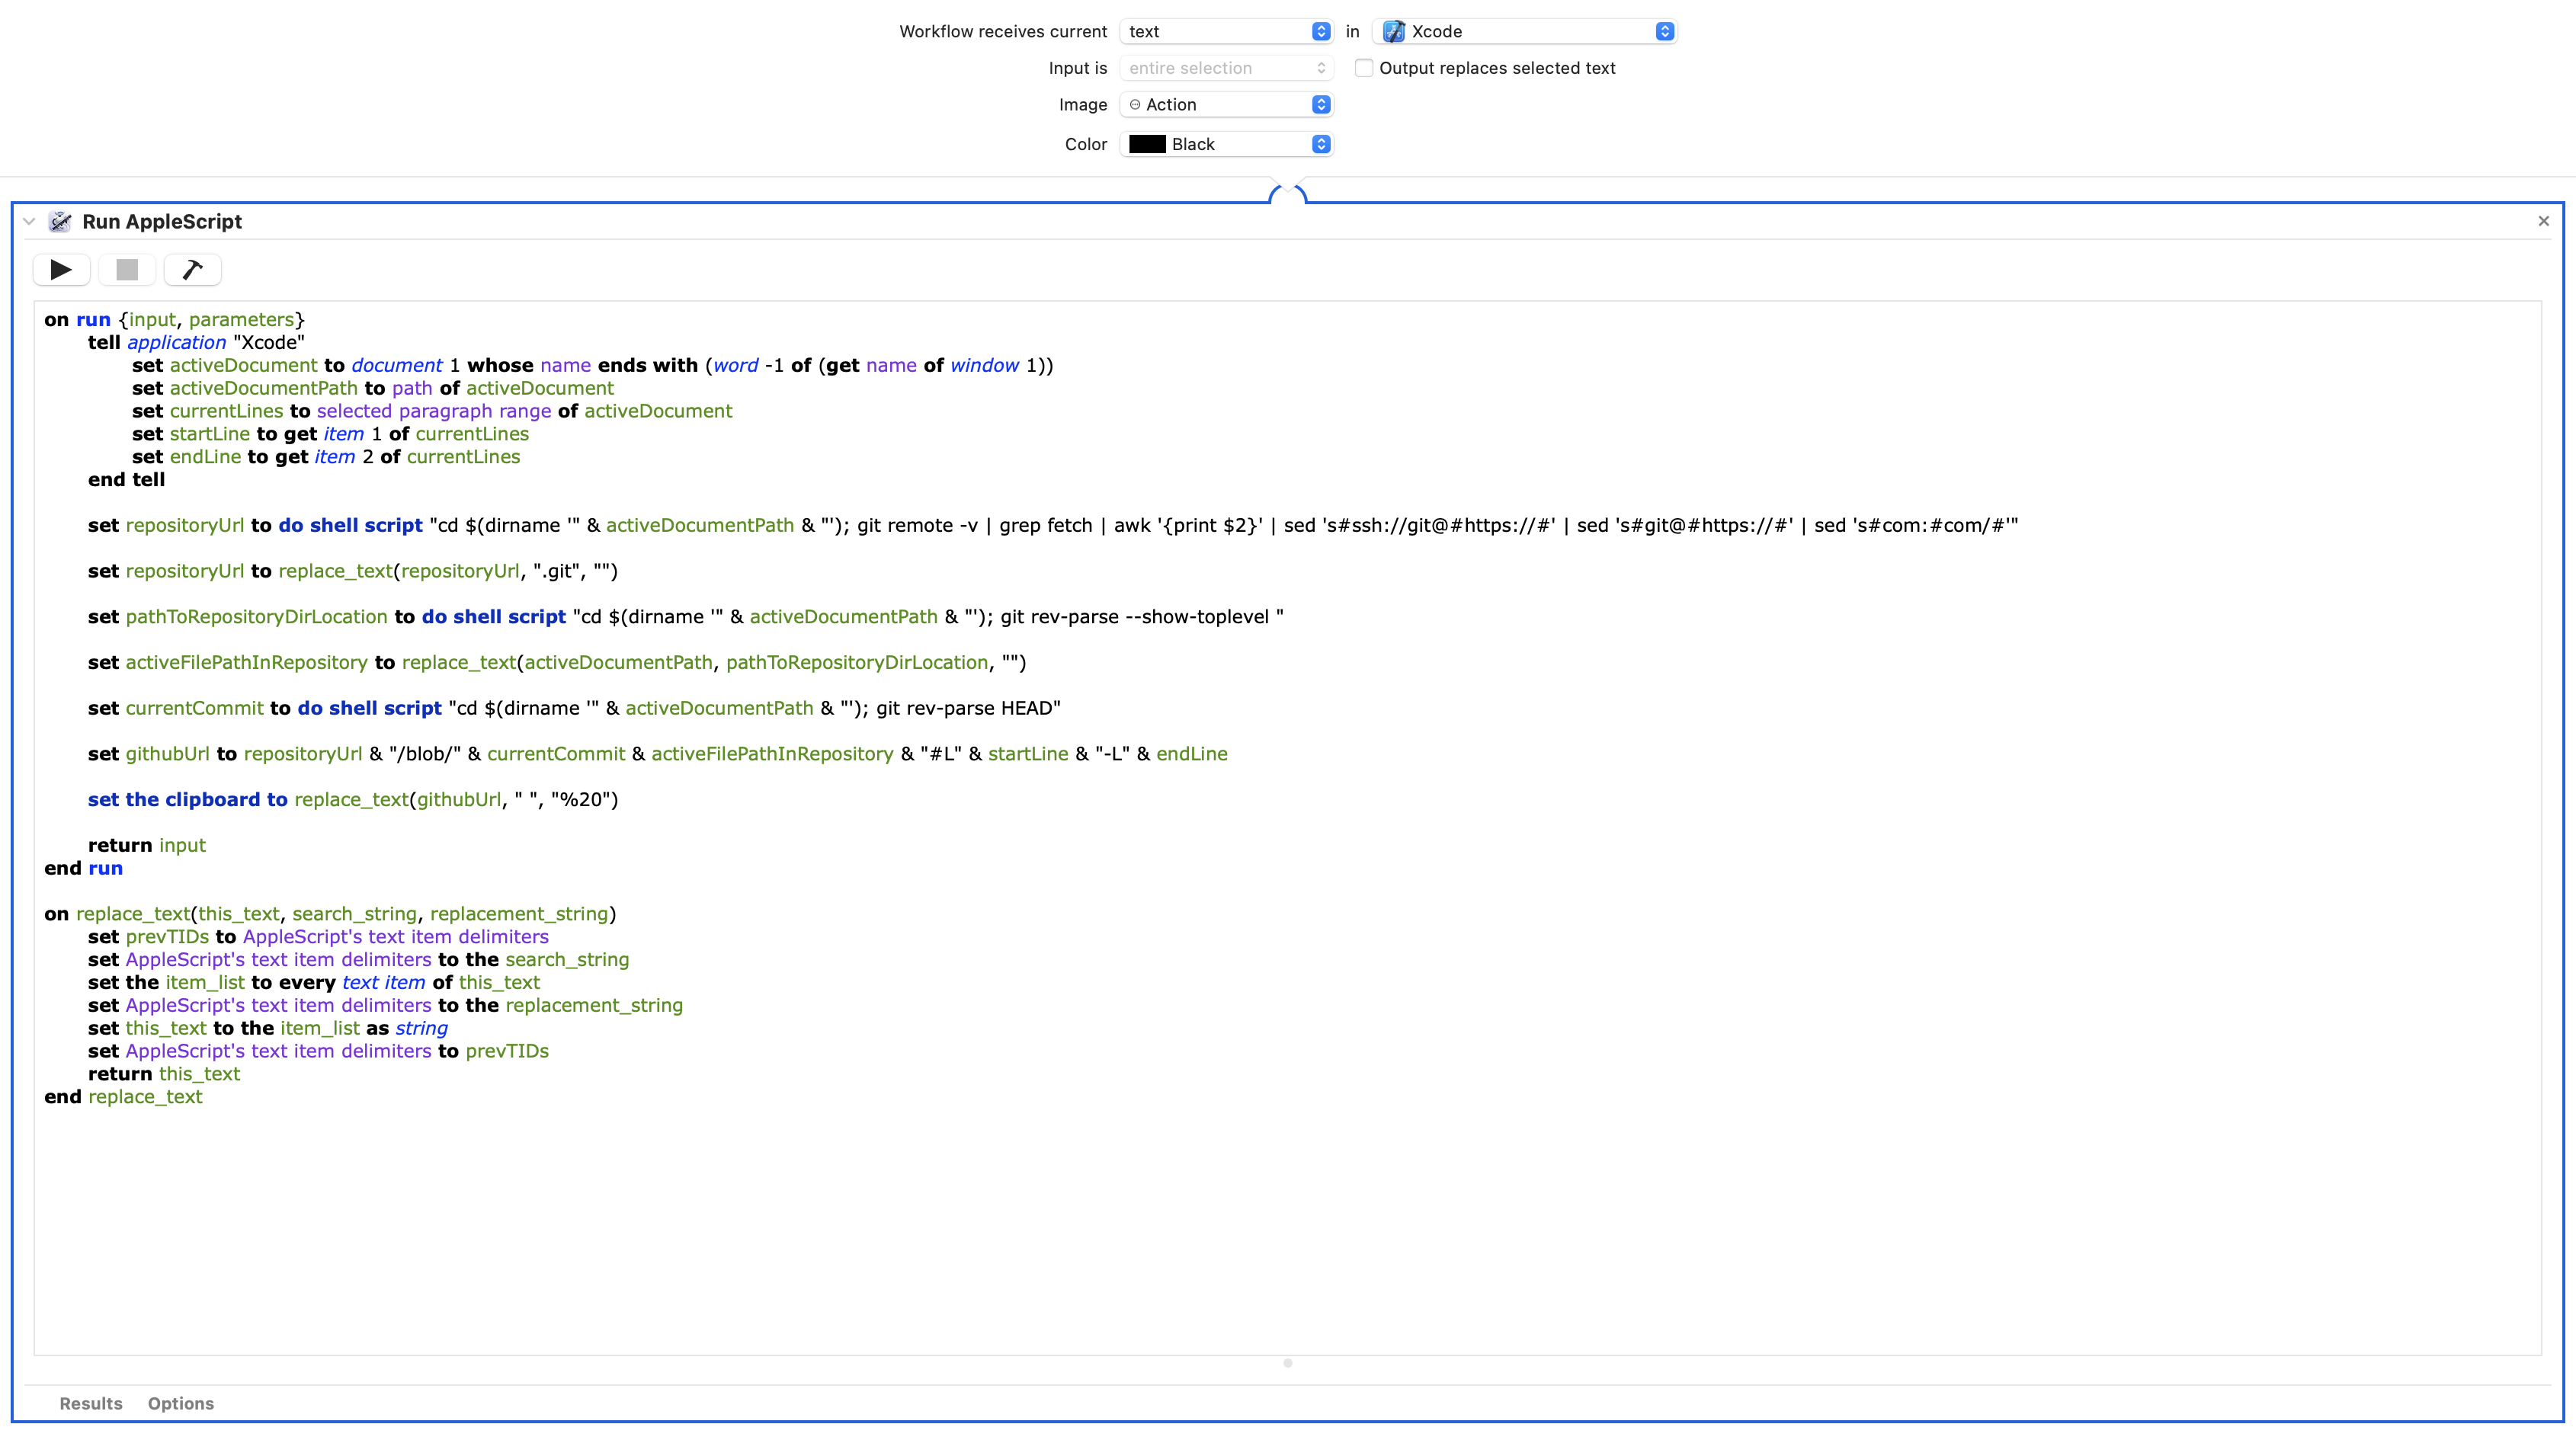 Workflow receives current text in Xcode
Input is entire selection Output replaces selected text
Image Action
Color Black
Run AppleScript
on run {input, parameters}
tell application "Xcode"
set activeDocument to document 1 whose name ends with (word -1 of (get name of window 1))
set activeDocumentPath to path of activeDocument
set currentLines to selected paragraph range of activeDocument
set startLine to get item 1 of currentLines
set endLine to get item 2 of currentLines
end tell
set repositoryUrl to do shell script "cd $(dirname '" & activeDocumentPath & "'); git remote -v | grep fetch | awk '{print $2}' | sed 's#ssh://git@#https://#' | sed 's#git@#https://#' | sed 's#com:#com/#'"
set repositoryUrl to replace_text(repositoryUrl, ".git", "")
set pathToRepositoryDirLocation to do shell script "cd $(dirname '" & activeDocumentPath & "'); git rev-parse --show-toplevel "
set activeFilePathInRepository to replace_text(activeDocumentPath, pathToRepositoryDirLocation, "")
set currentCommit to do shell script "cd $(dirname '" & activeDocumentPath & "'); git rev-parse HEAD"
set githubUrl to repositoryUrl & "/blob/" & currentCommit & activeFilePathInRepository & "#L" & startLine & "-L" & endLine
set the clipboard to replace_text(githubUrl, " ", "%20")
return input
end run
on replace_text(this_text, search_string, replacement_string)
set prevTIDs to AppleScript's text item delimiters
set AppleScript's text item delimiters to the search_string
set the item_list to every text item of this_text
set AppleScript's text item delimiters to the replacement_string
set this_text to the item_list as string
set AppleScript's text item delimiters to prevTIDs
return this_text
end replace_text
Results Options